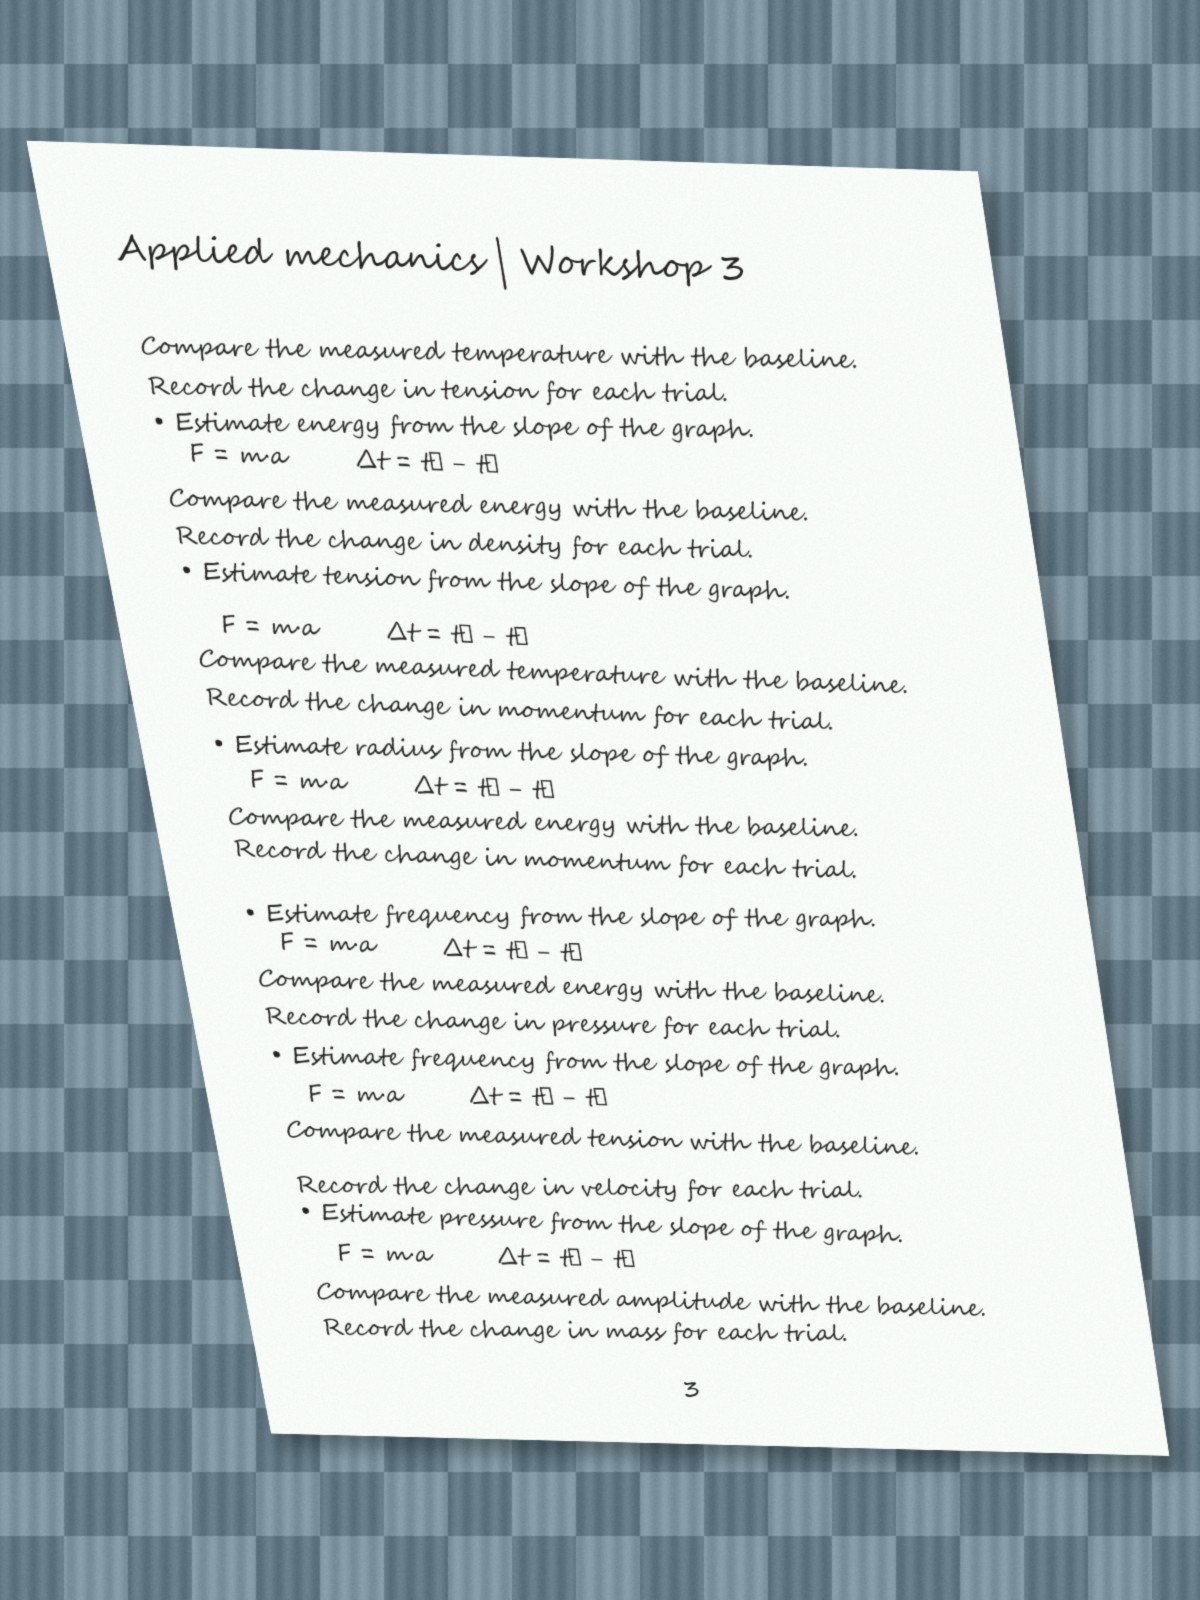 Applied mechanics | Workshop 3
Compare the measured temperature with the baseline.
Record the change in tension for each trial.
• Estimate energy from the slope of the graph.
F = ma Δt = t□ − t□
Compare the measured energy with the baseline.
Record the change in density for each trial.
• Estimate tension from the slope of the graph.
F = ma Δt = t□ − t□
Compare the measured temperature with the baseline.
Record the change in momentum for each trial.
• Estimate radius from the slope of the graph.
F = ma Δt = t□ − t□
Compare the measured energy with the baseline.
Record the change in momentum for each trial.
• Estimate frequency from the slope of the graph.
F = ma Δt = t□ − t□
Compare the measured energy with the baseline.
Record the change in pressure for each trial.
• Estimate frequency from the slope of the graph.
F = ma Δt = t□ − t□
Compare the measured tension with the baseline.
Record the change in velocity for each trial.
• Estimate pressure from the slope of the graph.
F = ma Δt = t□ − t□
Compare the measured amplitude with the baseline.
Record the change in mass for each trial.
3